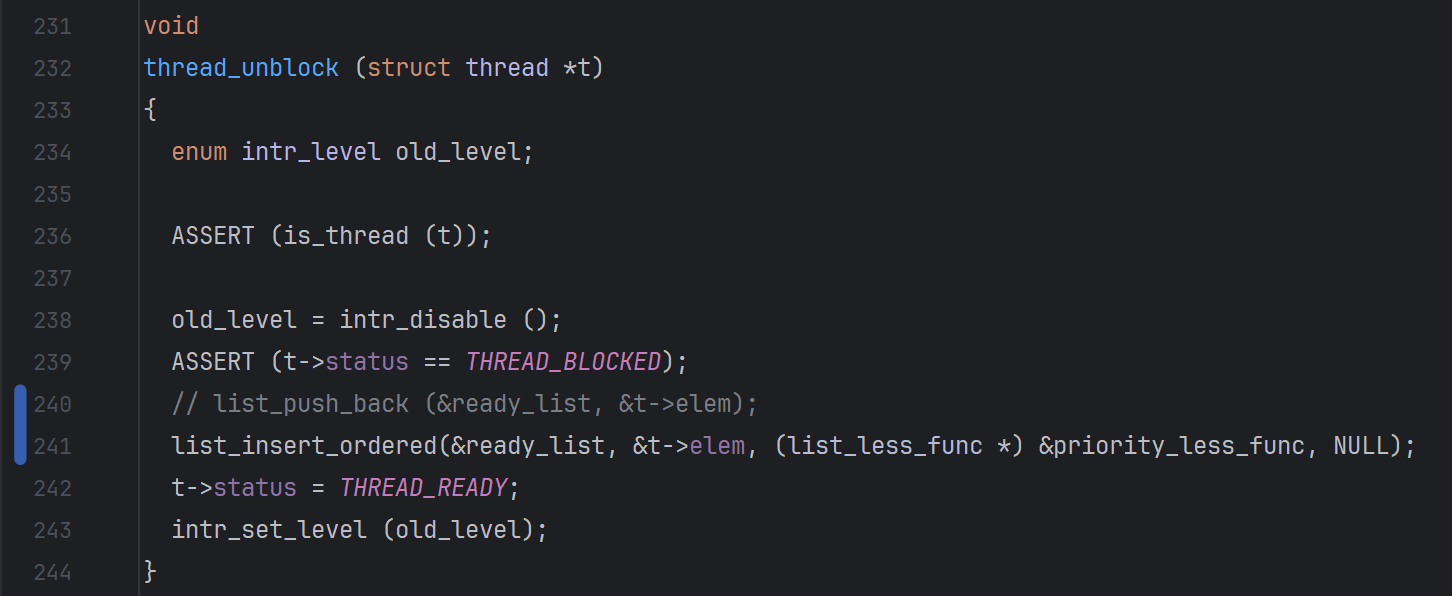 231 void
232 thread_unblock (struct thread *t)
233 {
234   enum intr_level old_level;
235
236   ASSERT (is_thread (t));
237
238   old_level = intr_disable ();
239   ASSERT (t->status == THREAD_BLOCKED);
240   // list_push_back (&ready_list, &t->elem);
241   list_insert_ordered(&ready_list, &t->elem, (list_less_func *) &priority_less_func, NULL);
242   t->status = THREAD_READY;
243   intr_set_level (old_level);
244 }